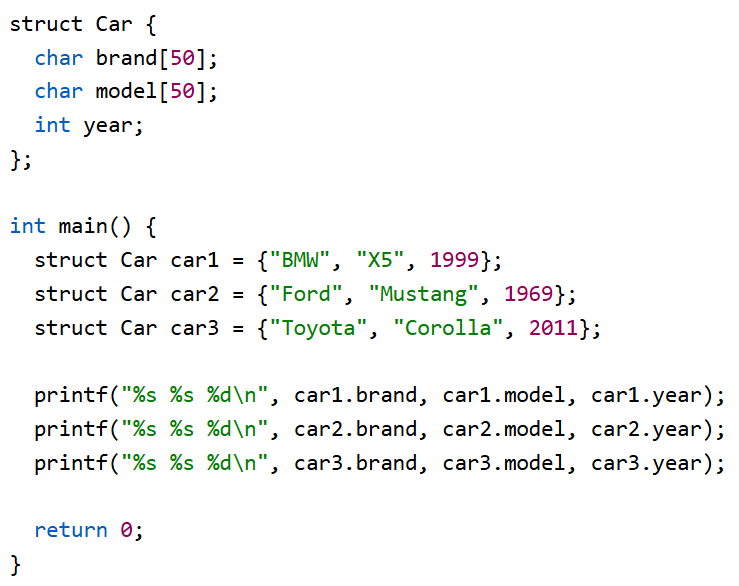 struct Car {
  char brand[50];
  char model[50];
  int year;
};

int main() {
  struct Car car1 = {"BMW", "X5", 1999};
  struct Car car2 = {"Ford", "Mustang", 1969};
  struct Car car3 = {"Toyota", "Corolla", 2011};

  printf("%s %s %d\n", car1.brand, car1.model, car1.year);
  printf("%s %s %d\n", car2.brand, car2.model, car2.year);
  printf("%s %s %d\n", car3.brand, car3.model, car3.year);

  return 0;
}